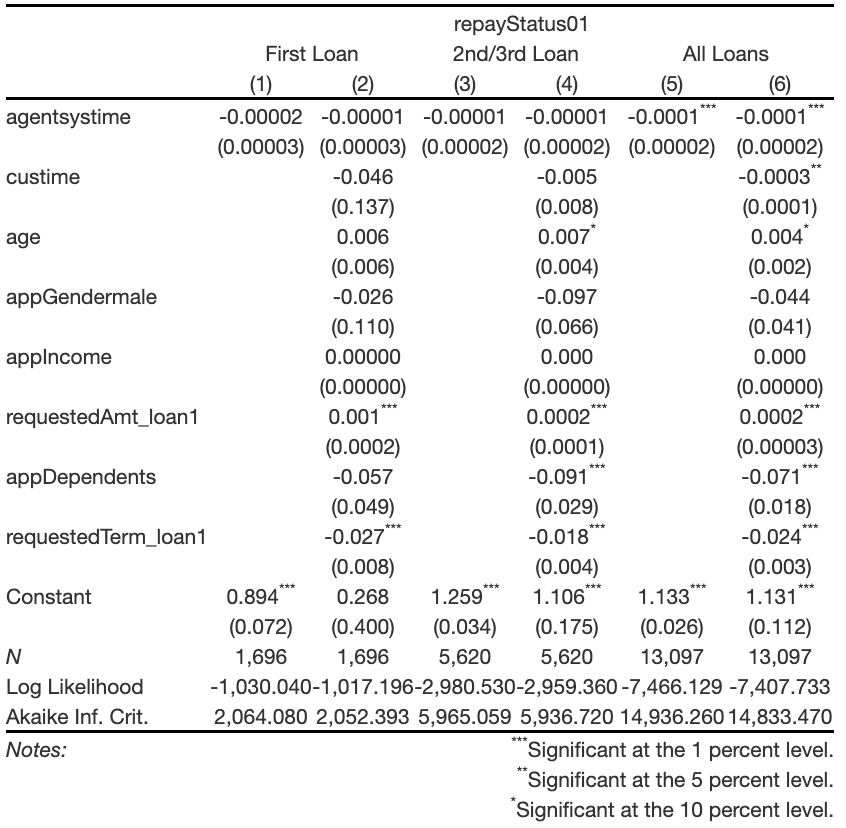 repayStatus01
First Loan 2nd/3rd Loan All Loans
(1) (2) (3) (4) (5) (6)
agentsystime -0.00002 -0.00001 -0.00001 -0.00001 -0.0001*** -0.0001***
(0.00003) (0.00003) (0.00002) (0.00002) (0.00002) (0.00002)
custime -0.046 -0.005 -0.0003**
(0.137) (0.008) (0.0001)
age 0.006 0.007* 0.004*
(0.006) (0.004) (0.002)
appGendermale -0.026 -0.097 -0.044
(0.110) (0.066) (0.041)
appIncome 0.00000 0.000 0.000
(0.00000) (0.00000) (0.00000)
requestedAmt_loan1 0.001*** 0.0002*** 0.0002***
(0.0002) (0.0001) (0.00003)
appDependents -0.057 -0.091*** -0.071***
(0.049) (0.029) (0.018)
requestedTerm_loan1 -0.027*** -0.018*** -0.024***
(0.008) (0.004) (0.003)
Constant 0.894*** 0.268 1.259*** 1.106*** 1.133*** 1.131***
(0.072) (0.400) (0.034) (0.175) (0.026) (0.112)
N 1,696 1,696 5,620 5,620 13,097 13,097
Log Likelihood -1,030.040 -1,017.196 -2,980.530 -2,959.360 -7,466.129 -7,407.733
Akaike Inf. Crit. 2,064.080 2,052.393 5,965.059 5,936.720 14,936.260 14,833.470
Notes: ***Significant at the 1 percent level.
**Significant at the 5 percent level.
*Significant at the 10 percent level.